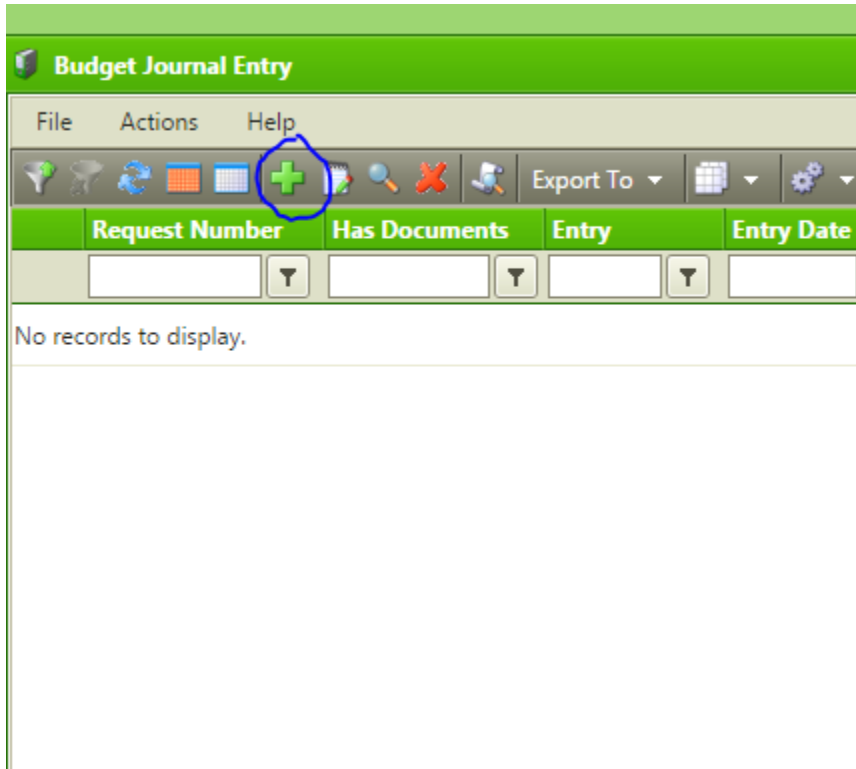 Budget Journal Entry
File Actions Help
Export To
Request Number Has Documents Entry Entry Date
No records to display.